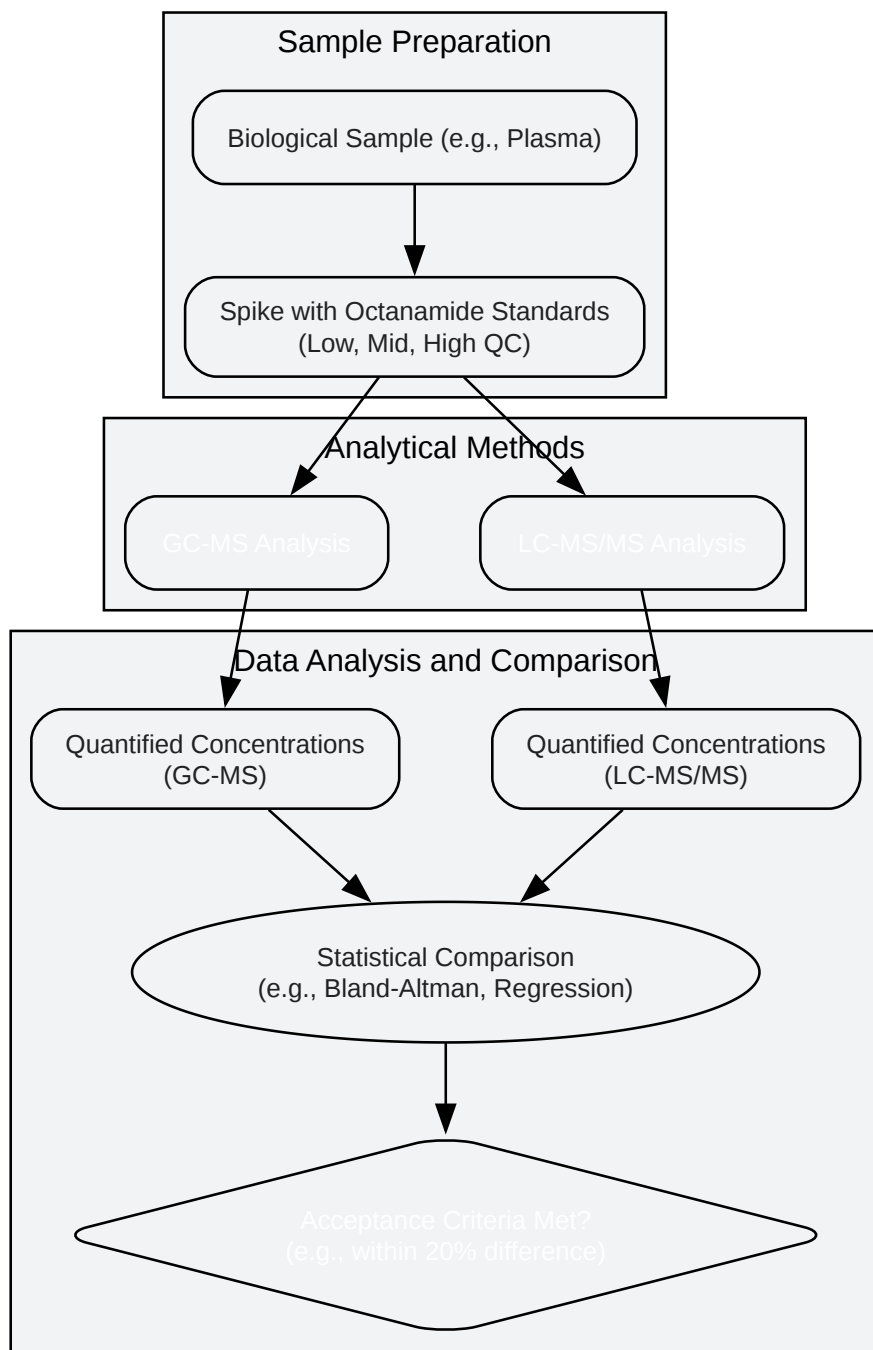 Sample Preparation
Biological Sample (e.g., Plasma)
Spike with Octanamide Standards
(Low, Mid, High QC)
Analytical Methods
GC-MS Analysis
LC-MS/MS Analysis
Data Analysis and Comparison
Quantified Concentrations
(GC-MS)
Quantified Concentrations
(LC-MS/MS)
Statistical Comparison
(e.g., Bland-Altman, Regression)
Acceptance Criteria Met?
(e.g., within 20% difference)